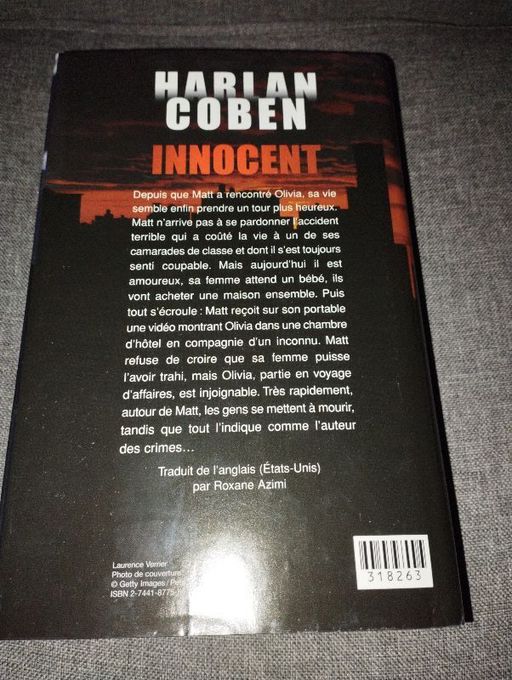 HARLAN
COBEN
INNOCENT
Depuis que Matt a rencontré Olivia, sa vie
semble enfin prendre un tour plus heureux.
Matt n'arrive pas à se pardonner l'accident
terrible qui a coûté la vie à un de ses
camarades de classe et dont il s'est toujours
senti coupable. Mais aujourd'hui il est
amoureux, sa femme attend un bébé, ils
vont acheter une maison ensemble. Puis
tout s'écroule : Matt reçoit sur son portable
une vidéo montrant Olivia dans une chambre
d'hôtel en compagnie d'un inconnu. Matt
refuse de croire que sa femme puisse
l'avoir trahi, mais Olivia, partie en voyage
d'affaires, est injoignable. Très rapidement,
autour de Matt, les gens se mettent à mourir,
tandis que tout l'indique comme l'auteur
des crimes…
Traduit de l'anglais (États-Unis)
par Roxane Azimi
Laurence Verrier
Photo de couverture
© Getty Images /
ISBN 2-7441-8775-
318263